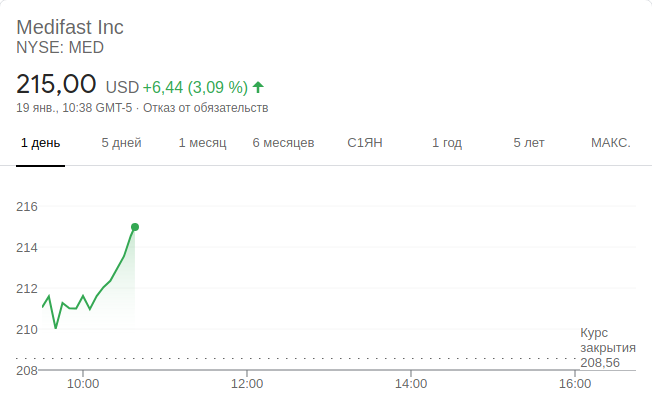 Medifast Inc
NYSE: MED
215,00 USD +6,44 (3,09 %)
19 янв., 10:38 GMT-5 · Отказ от обязательств
1 день 5 дней 1 месяц 6 месяцев С1ЯН 1 год 5 лет МАКС.
216
214
212
210
Курс
закрытия
208,56
208
10:00 12:00 14:00 16:00